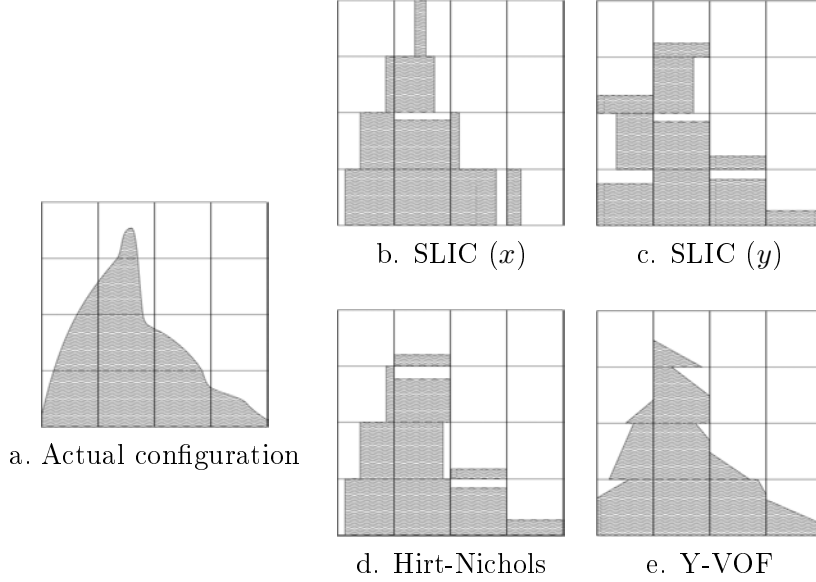 b. SLIC (x)
c. SLIC (y)
a. Actual configuration
d. Hirt-Nichols
e. Y-VOF